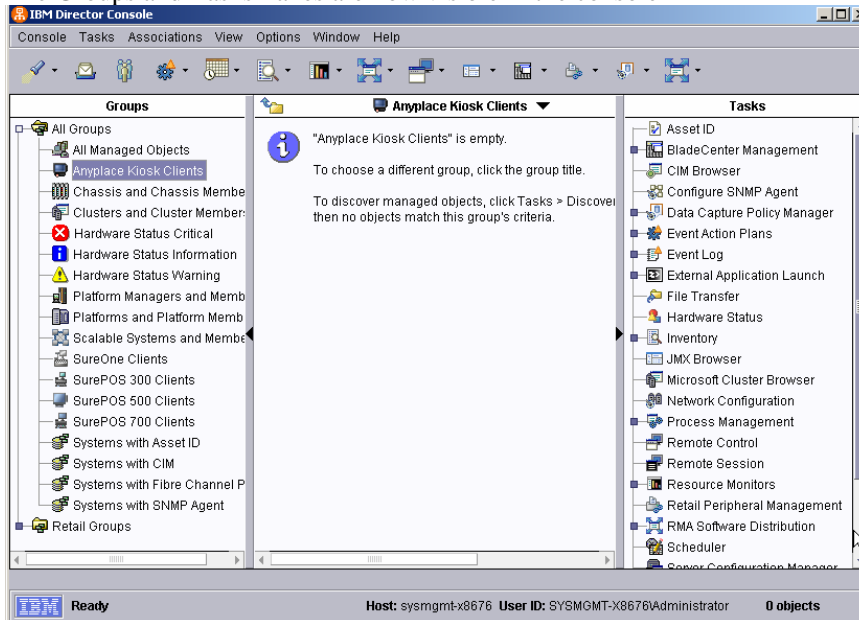 IBM Director Console
Console Tasks Associations View Options Window Help
Groups
All Groups
All Managed Objects
Anyplace Kiosk Clients
Chassis and Chassis Membe
Clusters and Cluster Member
Hardware Status Critical
Hardware Status Information
Hardware Status Warning
Platform Managers and Memb
Platforms and Platform Memb
Scalable Systems and Membe
SureOne Clients
SurePOS 300 Clients
SurePOS 500 Clients
SurePOS 700 Clients
Systems with Asset ID
Systems with CIM
Systems with Fibre Channel P
Systems with SNMP Agent
Retail Groups
Anyplace Kiosk Clients
"Anyplace Kiosk Clients" is empty.
To choose a different group, click the group title.
To discover managed objects, click Tasks > Discover
then no objects match this group's criteria.
Tasks
Asset ID
BladeCenter Management
CIM Browser
Configure SNMP Agent
Data Capture Policy Manager
Event Action Plans
Event Log
External Application Launch
File Transfer
Hardware Status
Inventory
JMX Browser
Microsoft Cluster Browser
Network Configuration
Process Management
Remote Control
Remote Session
Resource Monitors
Retail Peripheral Management
RMA Software Distribution
Scheduler
Server Configuration Manager
IBM Ready Host: sysmgmt-x8676 User ID: SYSMGMT-X8676\Administrator 0 objects